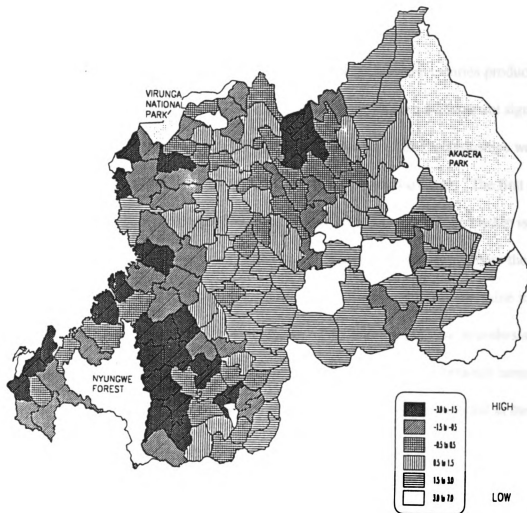 VIRUNGA
NATIONAL
PARK
AKAGERA
PARK
NYUNGWE
FOREST
-3.0 to -1.5
-1.5 to -0.5
-0.5 to 0.5
0.5 to 1.5
1.5 to 3.0
3.0 to 7.0
HIGH
LOW